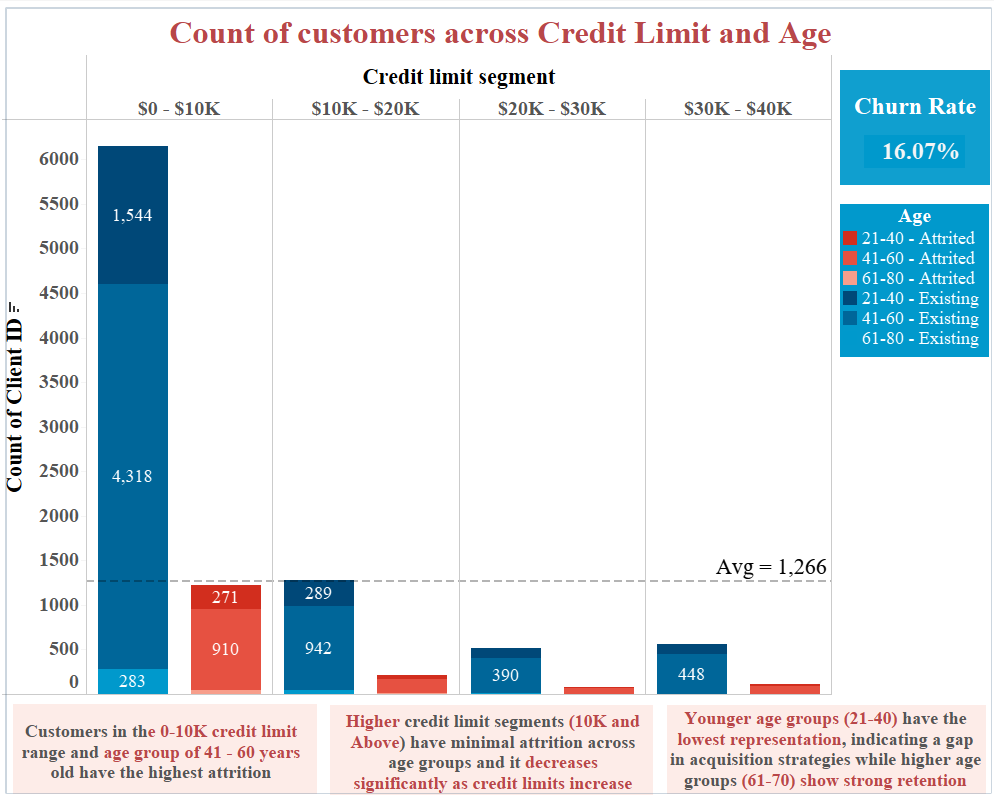 Count of customers across Credit Limit and Age
Credit limit segment
$0 - $10K
$10K - $20K
$20K - $30K
$30K - $40K
Churn Rate
16.07%
Age
21-40 - Attrited
41-60 - Attrited
61-80 - Attrited
21-40 - Existing
41-60 - Existing
61-80 - Existing
Count of Client ID
6000
5500
5000
4500
4000
3500
3000
2500
2000
1500
1000
500
0
1,544
4,318
283
271
910
289
942
390
448
Avg = 1,266
Customers in the 0-10K credit limit
range and age group of 41 - 60 years
old have the highest attrition
Higher credit limit segments (10K and
Above) have minimal attrition across
age groups and it decreases
significantly as credit limits increase
Younger age groups (21-40) have the
lowest representation, indicating a gap
in acquisition strategies while higher age
groups (61-70) show strong retention